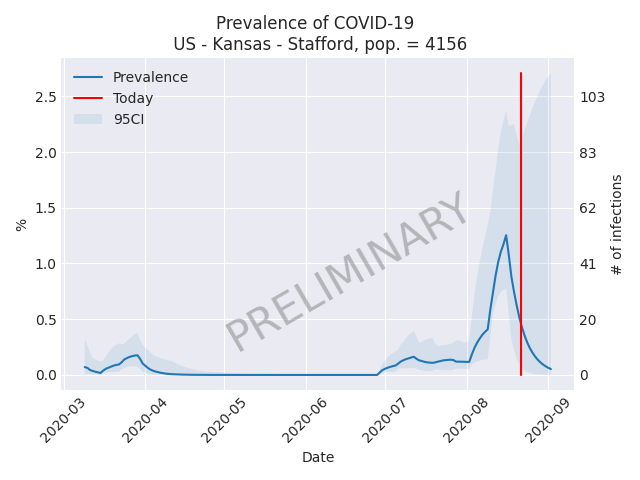 Prevalence of COVID-19
US - Kansas - Stafford, pop. = 4156
Prevalence
Today
95CI
PRELIMINARY
%
2.5
2.0
1.5
1.0
0.5
0.0
103
83
62
41
20
0
# of infections
2020-03
2020-04
2020-05
2020-06
2020-07
2020-08
2020-09
Date